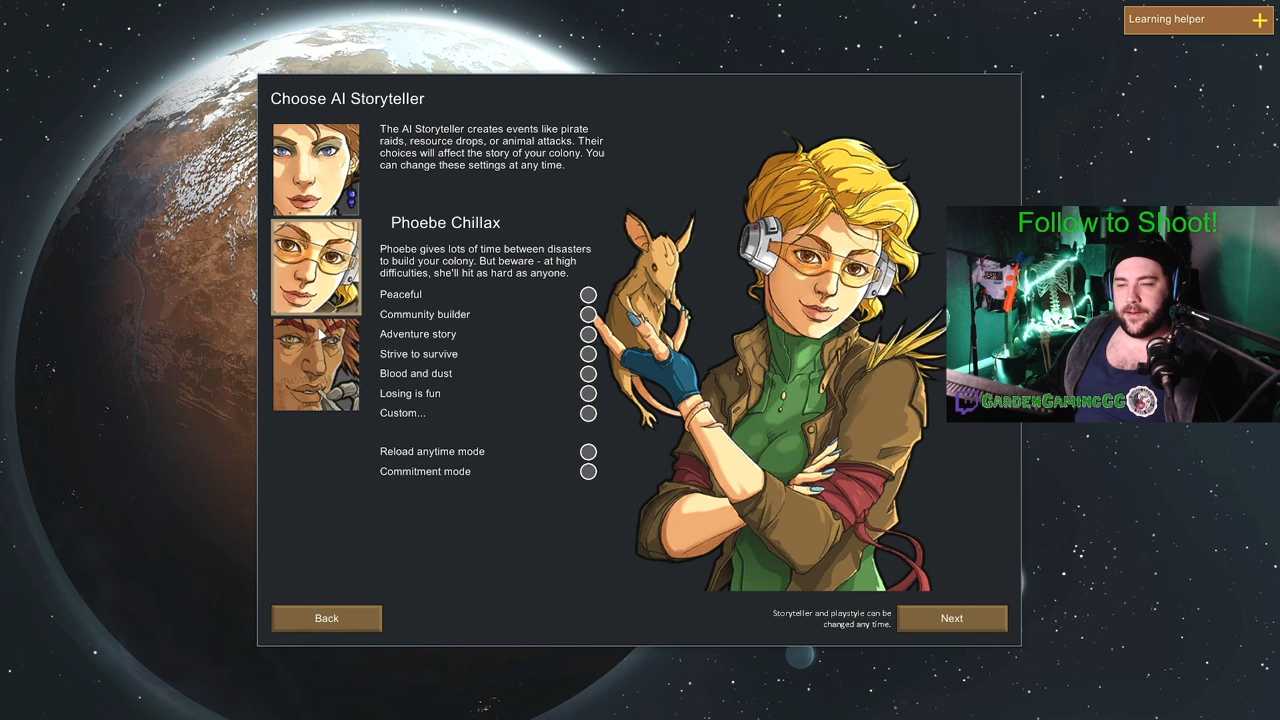 Learning helper
Choose AI Storyteller
The AI Storyteller creates events like pirate
raids, resource drops, or animal attacks. Their
choices will affect the story of your colony. You
can change these settings at any time.
Phoebe Chillax
Phoebe gives lots of time between disasters
to build your colony. But beware - at high
difficulties, she'll hit as hard as anyone.
Peaceful
Community builder
Adventure story
Strive to survive
Blood and dust
Losing is fun
Custom...
Reload anytime mode
Commitment mode
Follow to Shoot!
GARDENGAMINGGG
Back
Storyteller and playstyle can be
changed any time.
Next